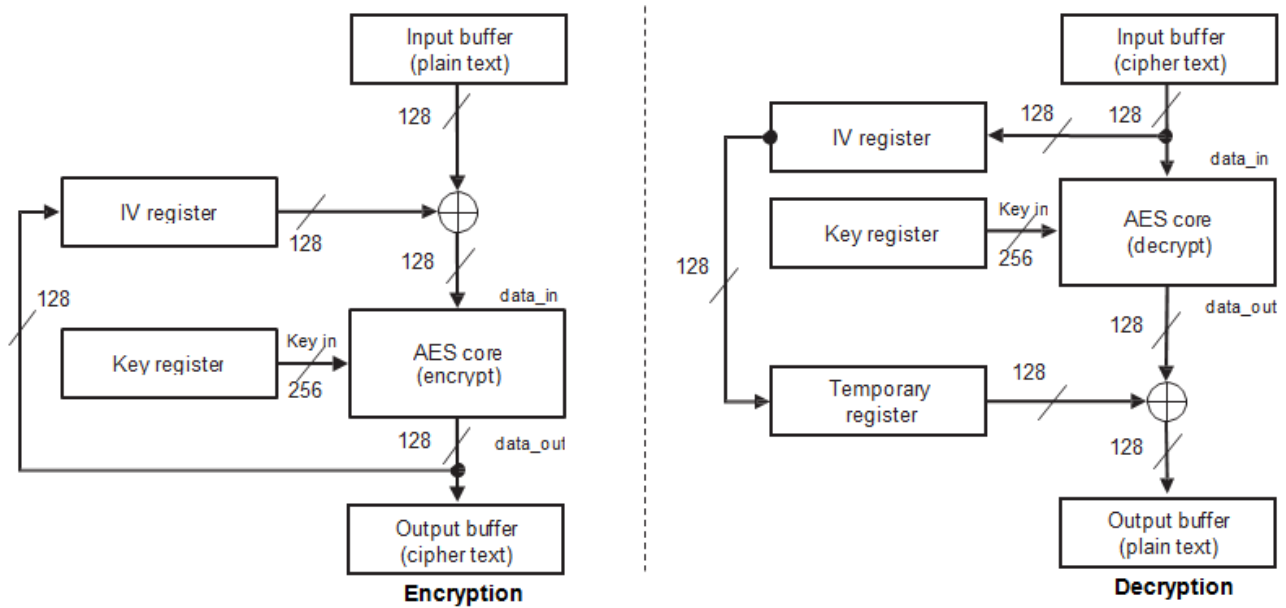 Input buffer
(plain text)
128
IV register
128
128
128
data_in
Key register
Key in
256
AES core
(encrypt)
128
data_out
Output buffer
(cipher text)
Encryption
Input buffer
(cipher text)
128
128
IV register
data_in
Key register
Key in
256
AES core
(decrypt)
128
data_out
128
Temporary
register
128
128
Output buffer
(plain text)
Decryption